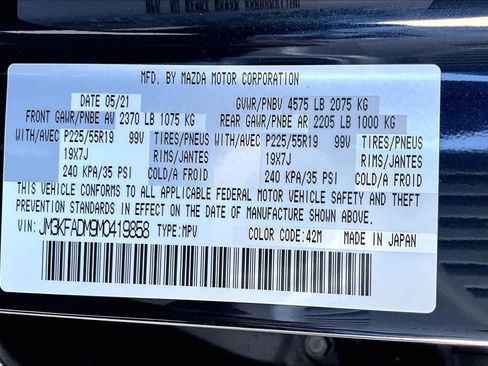 MFD. BY MAZDA MOTOR CORPORATION
DATE 05/21 GVWR/PNBV 4575 LB 2075 KG
FRONT GAWR/PNBE AV 2370 LB 1075 KG REAR GAWR/PNBE AR 2205 LB 1000 KG
WITH/AVEC P225/55R19 99V TIRES/PNEUS WITH/AVEC P225/55R19 99V TIRES/PNEUS
19X7J RIMS/JANTES 19X7J RIMS/JANTES
240 KPA/35 PSI COLD/A FROID 240 KPA/35 PSI COLD/A FROID
THIS VEHICLE CONFORMS TO ALL APPLICABLE FEDERAL MOTOR VEHICLE SAFETY AND THEFT
PREVENTION STANDARDS IN EFFECT ON THE DATE OF MANUFACTURE SHOWN ABOVE.
VIN: JM3KFADM9M0419858 TYPE:MPV COLOR CODE:42M MADE IN JAPAN